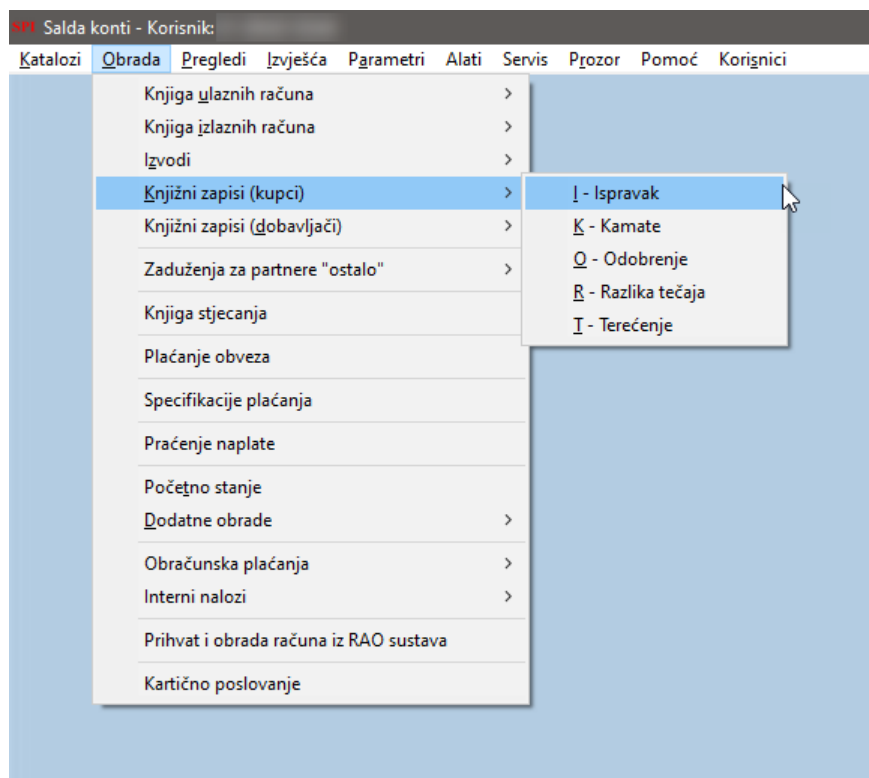 SPI Salda konti - Korisnik:
Katalozi Obrada Pregledi Izvješća Parametri Alati Servis Prozor Pomoć Korisnici
Knjiga ulaznih računa
Knjiga izlaznih računa
Izvodi
Knjižni zapisi (kupci)
I - Ispravak
Knjižni zapisi (dobavljači)
K - Kamate
O - Odobrenje
Zaduženja za partnere "ostalo"
R - Razlika tečaja
Knjiga stjecanja
T - Terećenje
Plaćanje obveza
Specifikacije plaćanja
Praćenje naplate
Početno stanje
Dodatne obrade
Obračunska plaćanja
Interni nalozi
Prihvat i obrada računa iz RAO sustava
Kartično poslovanje